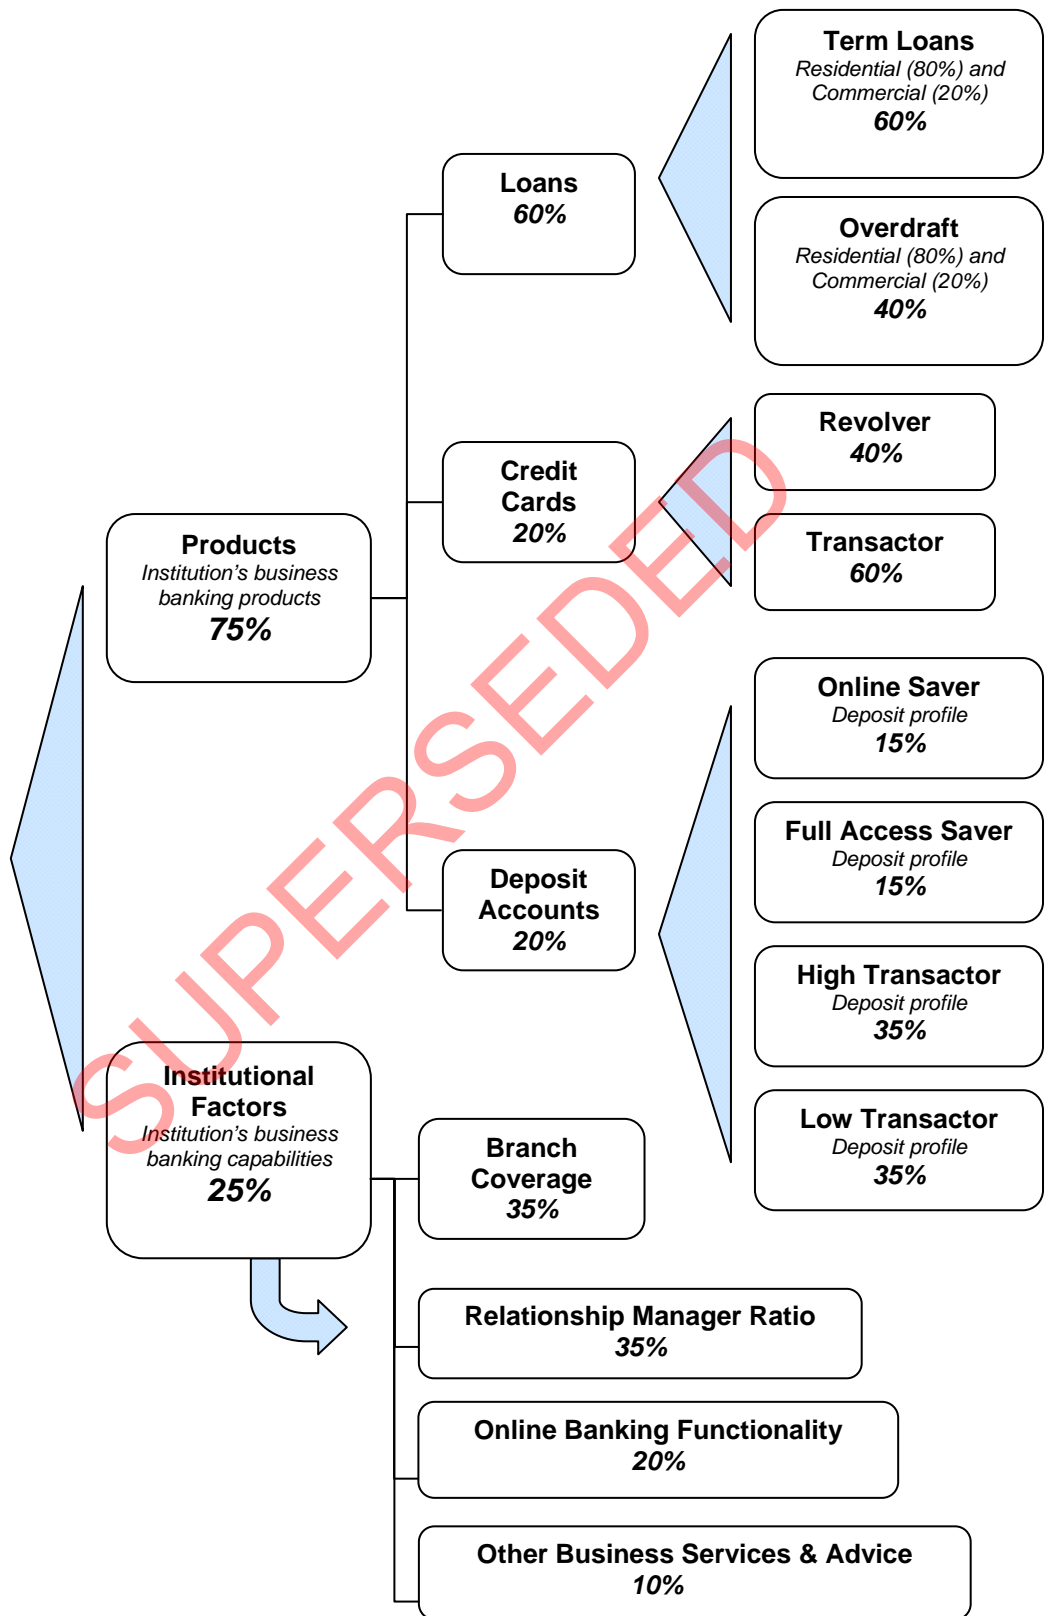 Term Loans
Residential (80%) and
Commercial (20%)
60%
Loans
60%
Overdraft
Residential (80%) and
Commercial (20%)
40%
Revolver
40%
Credit
Cards
20%
Transactor
60%
Products
Institution's business
banking products
75%
Online Saver
Deposit profile
15%
Full Access Saver
Deposit profile
15%
Deposit
Accounts
20%
High Transactor
Deposit profile
35%
Low Transactor
Deposit profile
35%
Institutional
Factors
Institution's business
banking capabilities
25%
Branch
Coverage
35%
Relationship Manager Ratio
35%
Online Banking Functionality
20%
Other Business Services & Advice
10%
SUPERSEDED